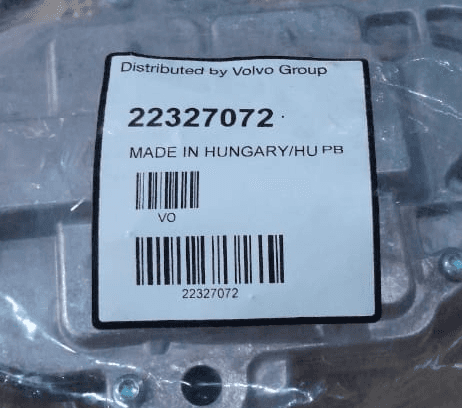 Distributed by Volvo Group
22327072
MADE IN HUNGARY/HU PB
VO
22327072